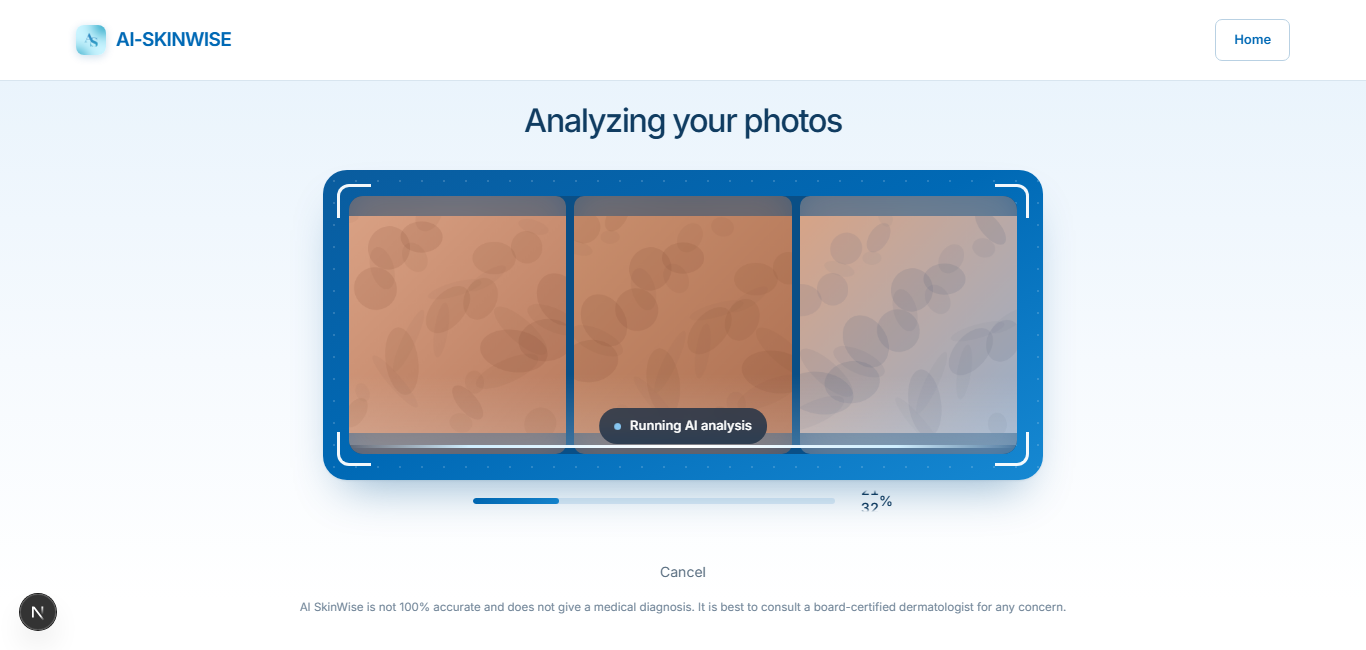 AI-SKINWISE
Home
Analyzing your photos
Running AI analysis
%
Cancel
AI SkinWise is not 100% accurate and does not give a medical diagnosis. It is best to consult a board-certified dermatologist for any concern.
N